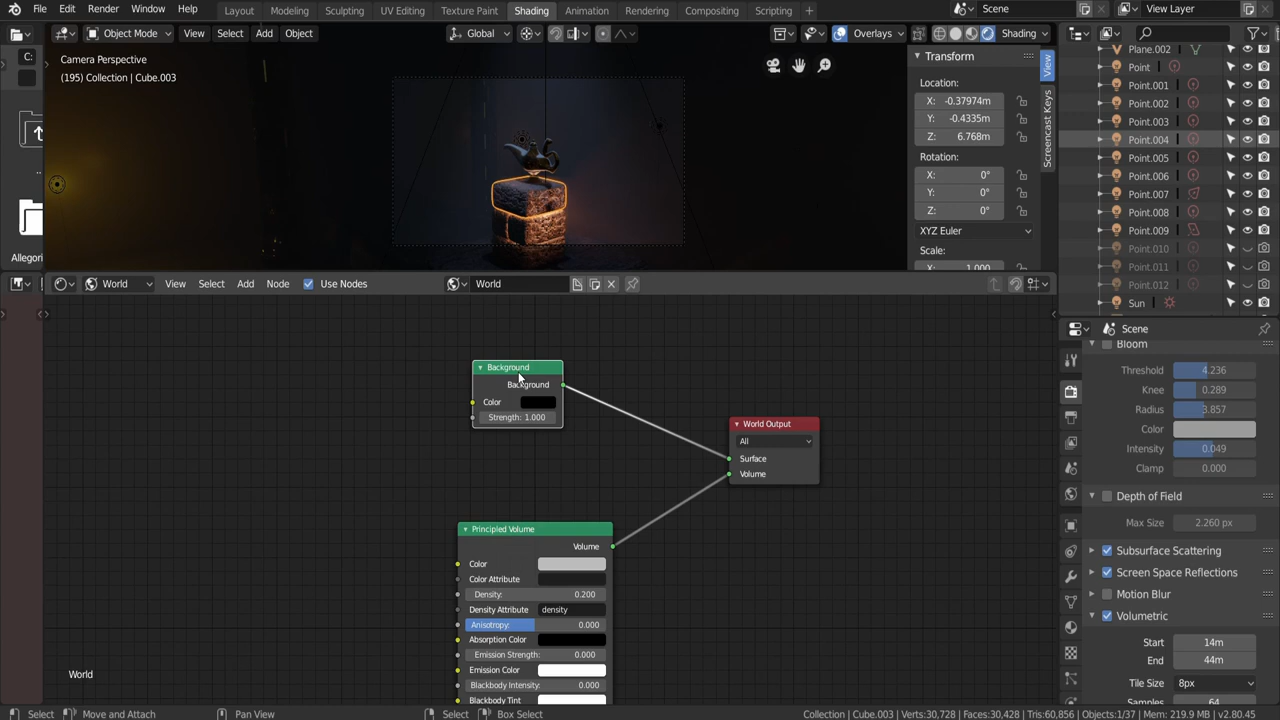 File Edit Render Window Help Layout Modeling Sculpting UV Editing Texture Paint Shading Animation Rendering Compositing Scripting + Scene View Layer
Object Mode View Select Add Object Global Overlays Shading
C:
Camera Perspective
(195) Collection | Cube.003
Allegori
Transform
Location:
X: -0.37974m
Y: -0.4335m
Z: 6.768m
Rotation:
X: 0°
Y: 0°
Z: 0°
XYZ Euler
Scale:
X: 1.000
View
Screencast Keys
Plane.002
Point
Point.001
Point.002
Point.003
Point.004
Point.005
Point.006
Point.007
Point.008
Point.009
Point.010
Point.011
Point.012
Sun
World View Select Add Node Use Nodes World
Background
Background
Color
Strength: 1.000
World Output
All
Surface
Volume
Principled Volume
Volume
Color
Color Attribute
Density: 0.200
Density Attribute density
Anisotropy: 0.000
Absorption Color
Emission Strength: 0.000
Emission Color
Blackbody Intensity: 0.000
Blackbody Tint
World
Scene
Bloom
Threshold 4.236
Knee 0.289
Radius 3.857
Color
Intensity 0.049
Clamp 0.000
Depth of Field
Max Size 2.260 px
Subsurface Scattering
Screen Space Reflections
Motion Blur
Volumetric
Start 14m
End 44m
Tile Size 8px
Samples
Select Move and Attach Pan View Select Box Select Collection | Cube.003 | Verts:30,728 | Faces:30,428 | Tris:60,856 | Objects:1/37 | Mem: 219.9 MB | v2.80.45